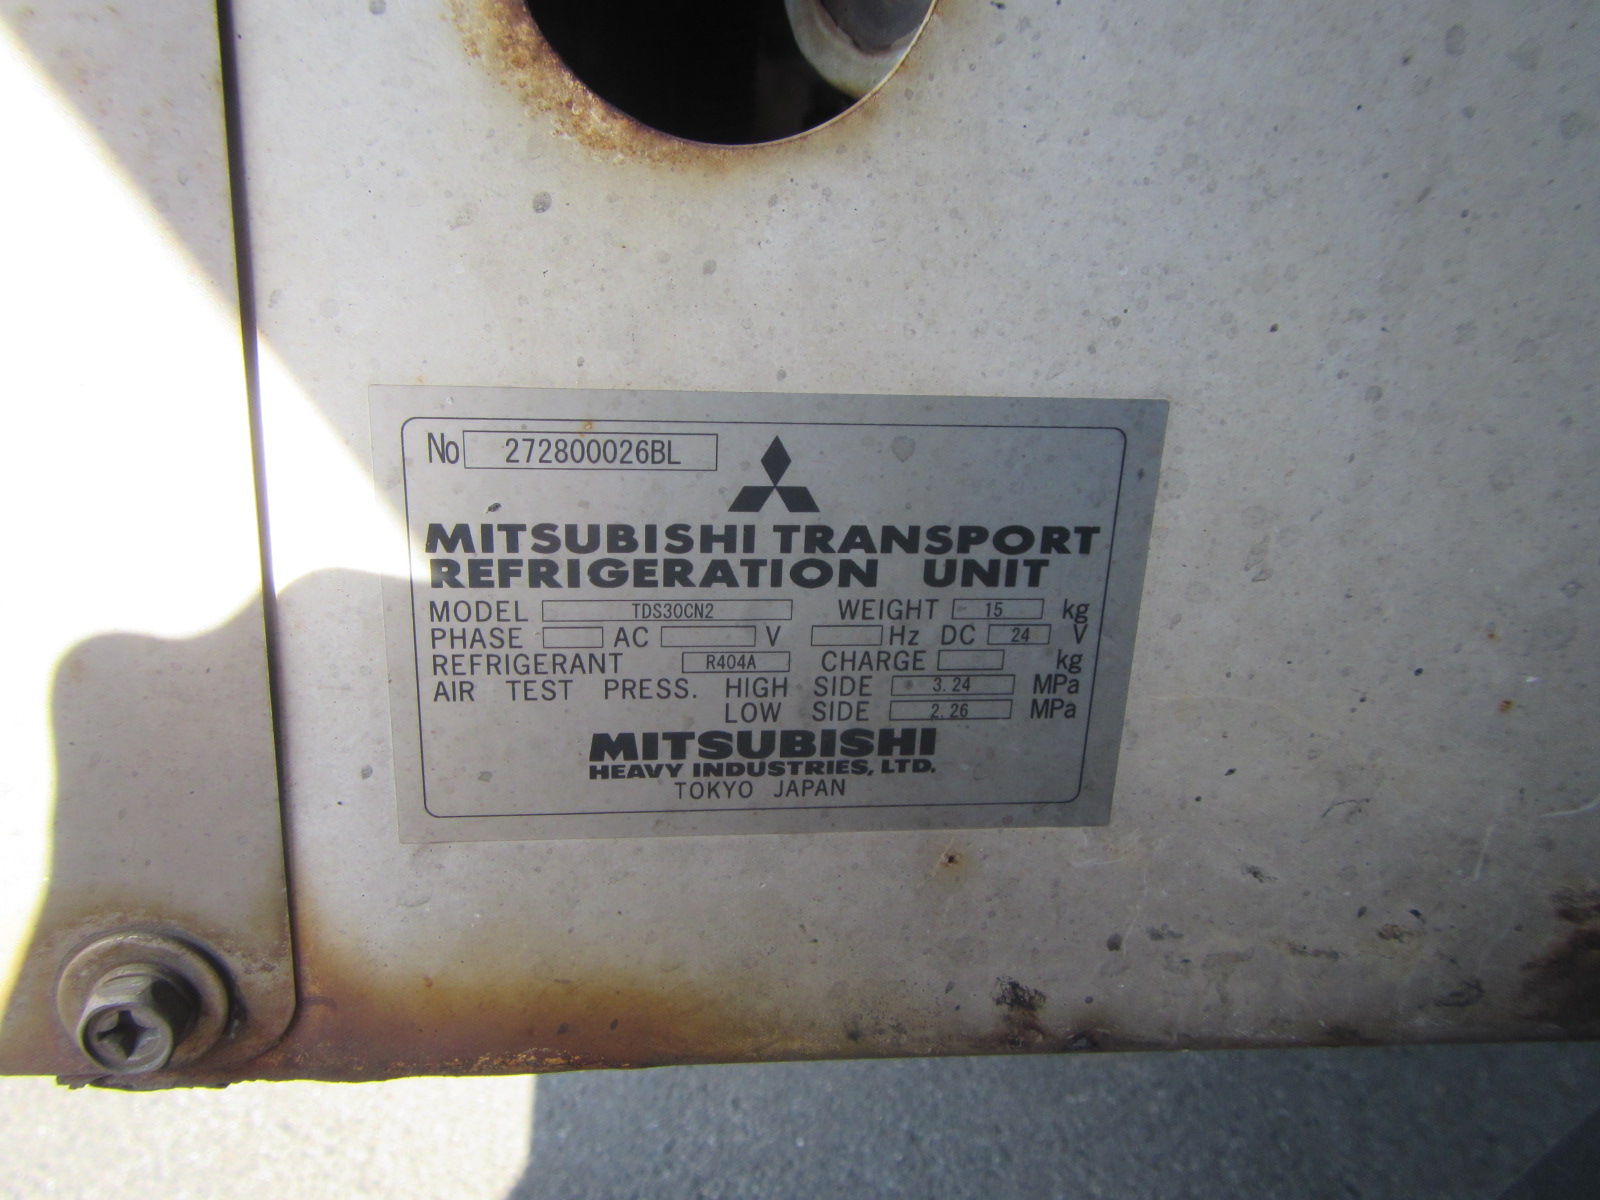 No 272800026BL
MITSUBISHI TRANSPORT
REFRIGERATION UNIT
MODEL TDS30CN2 WEIGHT 15 kg
PHASE AC V Hz DC 24 V
REFRIGERANT R404A CHARGE kg
AIR TEST PRESS. HIGH SIDE 3.24 MPa
LOW SIDE 2.26 MPa
MITSUBISHI
HEAVY INDUSTRIES, LTD.
TOKYO JAPAN